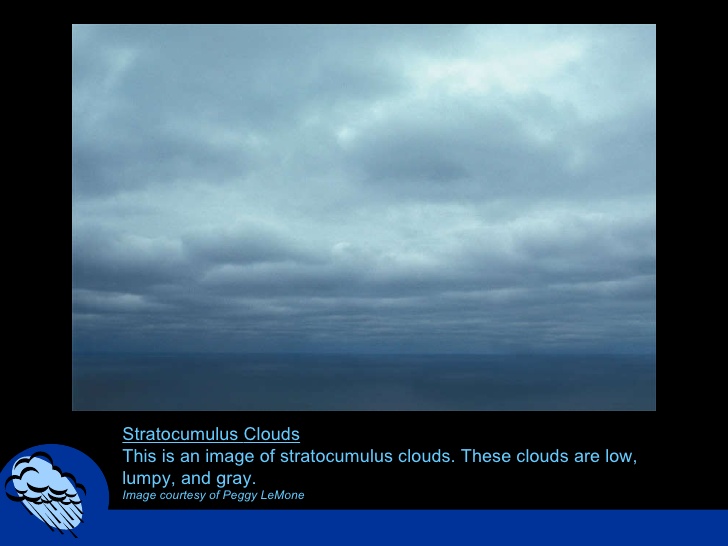 Stratocumulus Clouds
This is an image of stratocumulus clouds. These clouds are low,
lumpy, and gray.
Image courtesy of Peggy LeMone